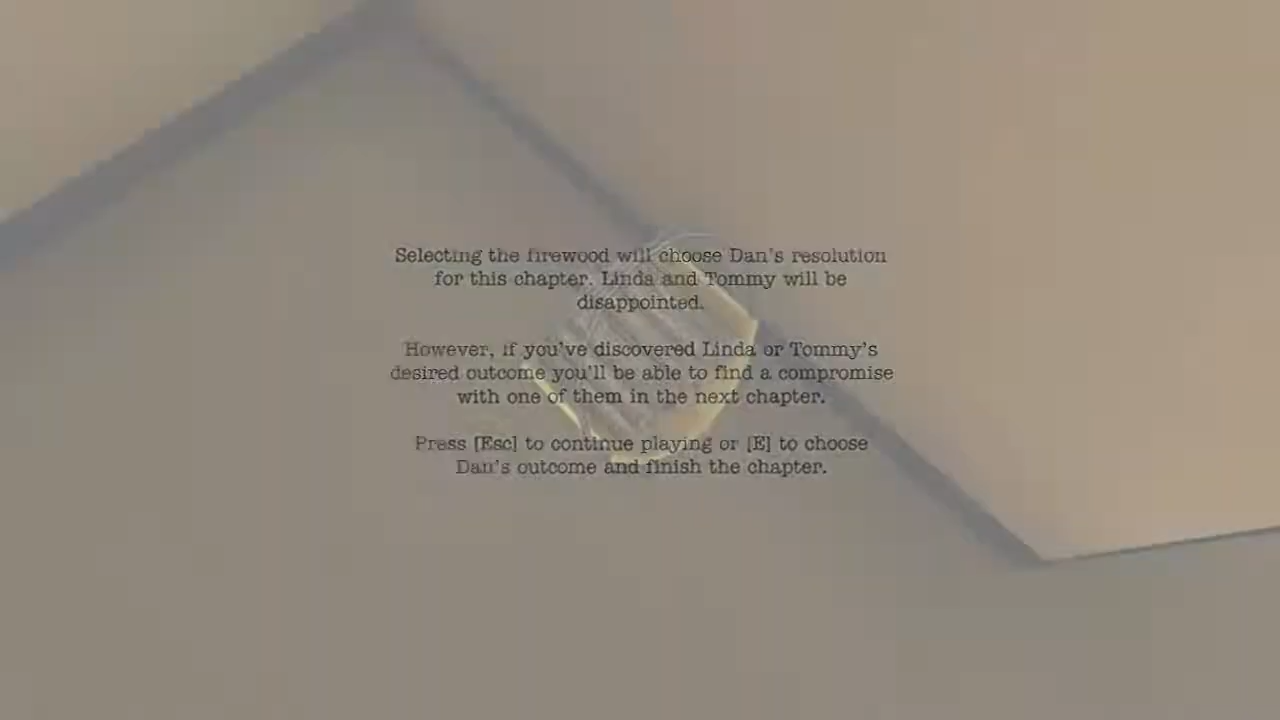 Selecting the firewood will choose Dan's resolution
for this chapter. Linda and Tommy will be
disappointed.
However, if you've discovered Linda or Tommy's
desired outcome you'll be able to find a compromise
with one of them in the next chapter.
Press [Esc] to continue playing or [E] to choose
Dan's outcome and finish the chapter.